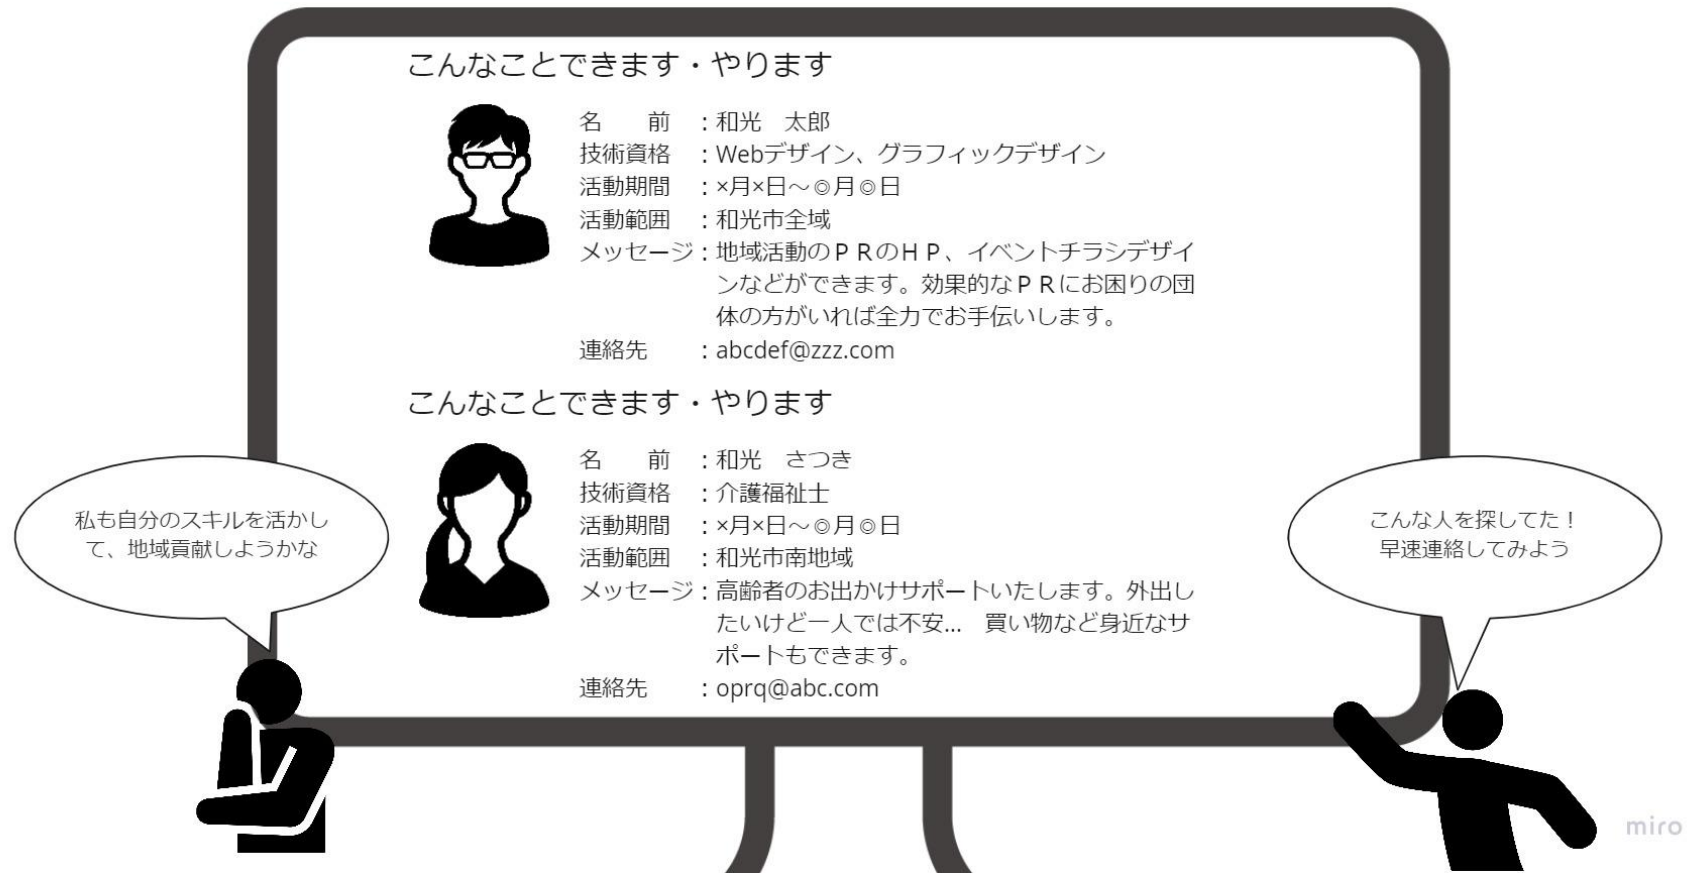 こんなことできます・やります
名　　前　：和光　太郎
技術資格　：Webデザイン、グラフィックデザイン
活動期間　：×月×日～◎月◎日
活動範囲　：和光市全域
メッセージ：地域活動のＰＲのＨＰ、イベントチラシデザイ
ンなどができます。効果的なＰＲにお困りの団
体の方がいれば全力でお手伝いします。
連絡先　　：abcdef@zzz.com
こんなことできます・やります
名　　前　：和光　さつき
技術資格　：介護福祉士
活動期間　：×月×日～◎月◎日
活動範囲　：和光市南地域
メッセージ：高齢者のお出かけサポートいたします。外出し
たいけど一人では不安…　買い物など身近なサ
ポートもできます。
連絡先　　：oprq@abc.com
私も自分のスキルを活かし
て、地域貢献しようかな
こんな人を探してた！
早速連絡してみよう
miro